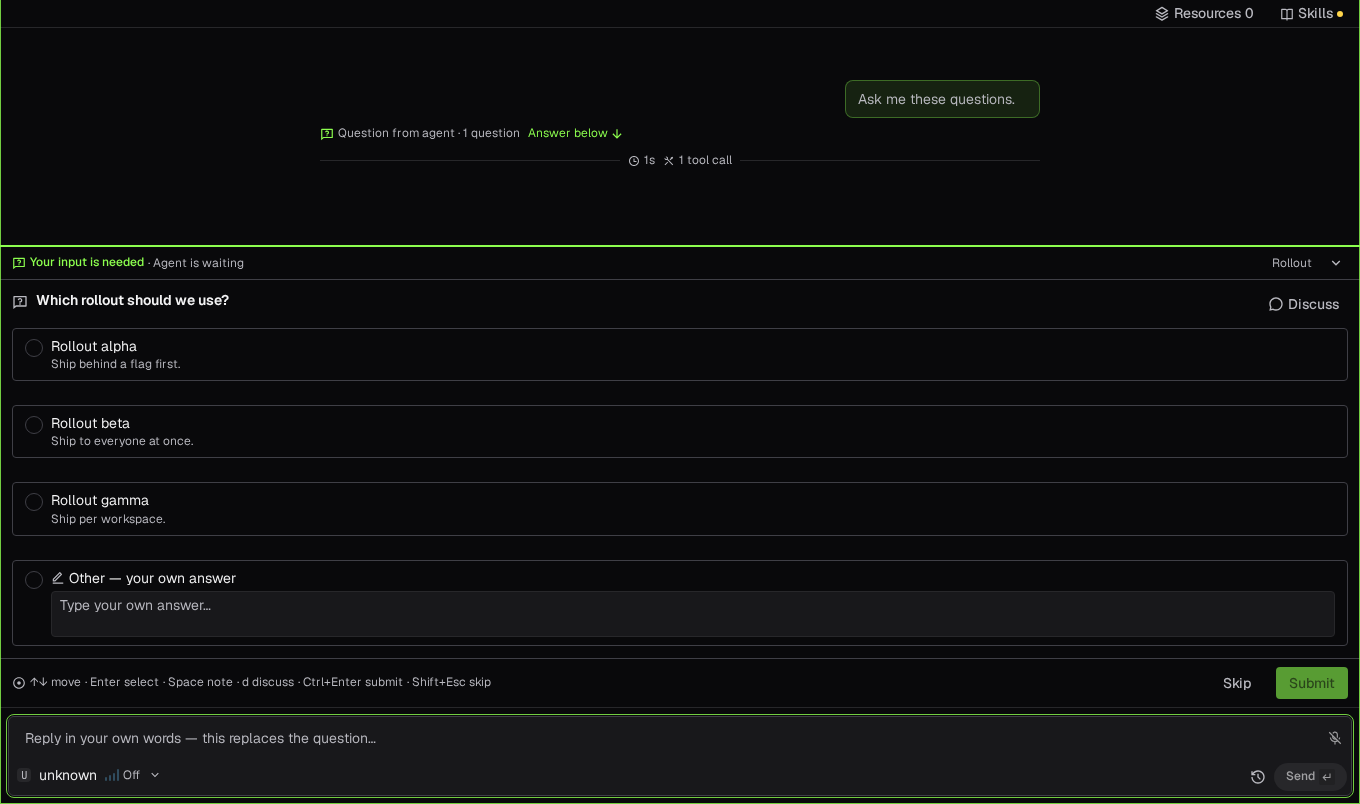 Resources 0 Skills
Ask me these questions.
Question from agent · 1 question Answer below ↓
1s 1 tool call
Your input is needed · Agent is waiting Rollout
Which rollout should we use?
Discuss
Rollout alpha
Ship behind a flag first.
Rollout beta
Ship to everyone at once.
Rollout gamma
Ship per workspace.
Other — your own answer
Type your own answer...
↑↓ move · Enter select · Space note · d discuss · Ctrl+Enter submit · Shift+Esc skip Skip Submit
Reply in your own words — this replaces the question...
U unknown Off Send ↵